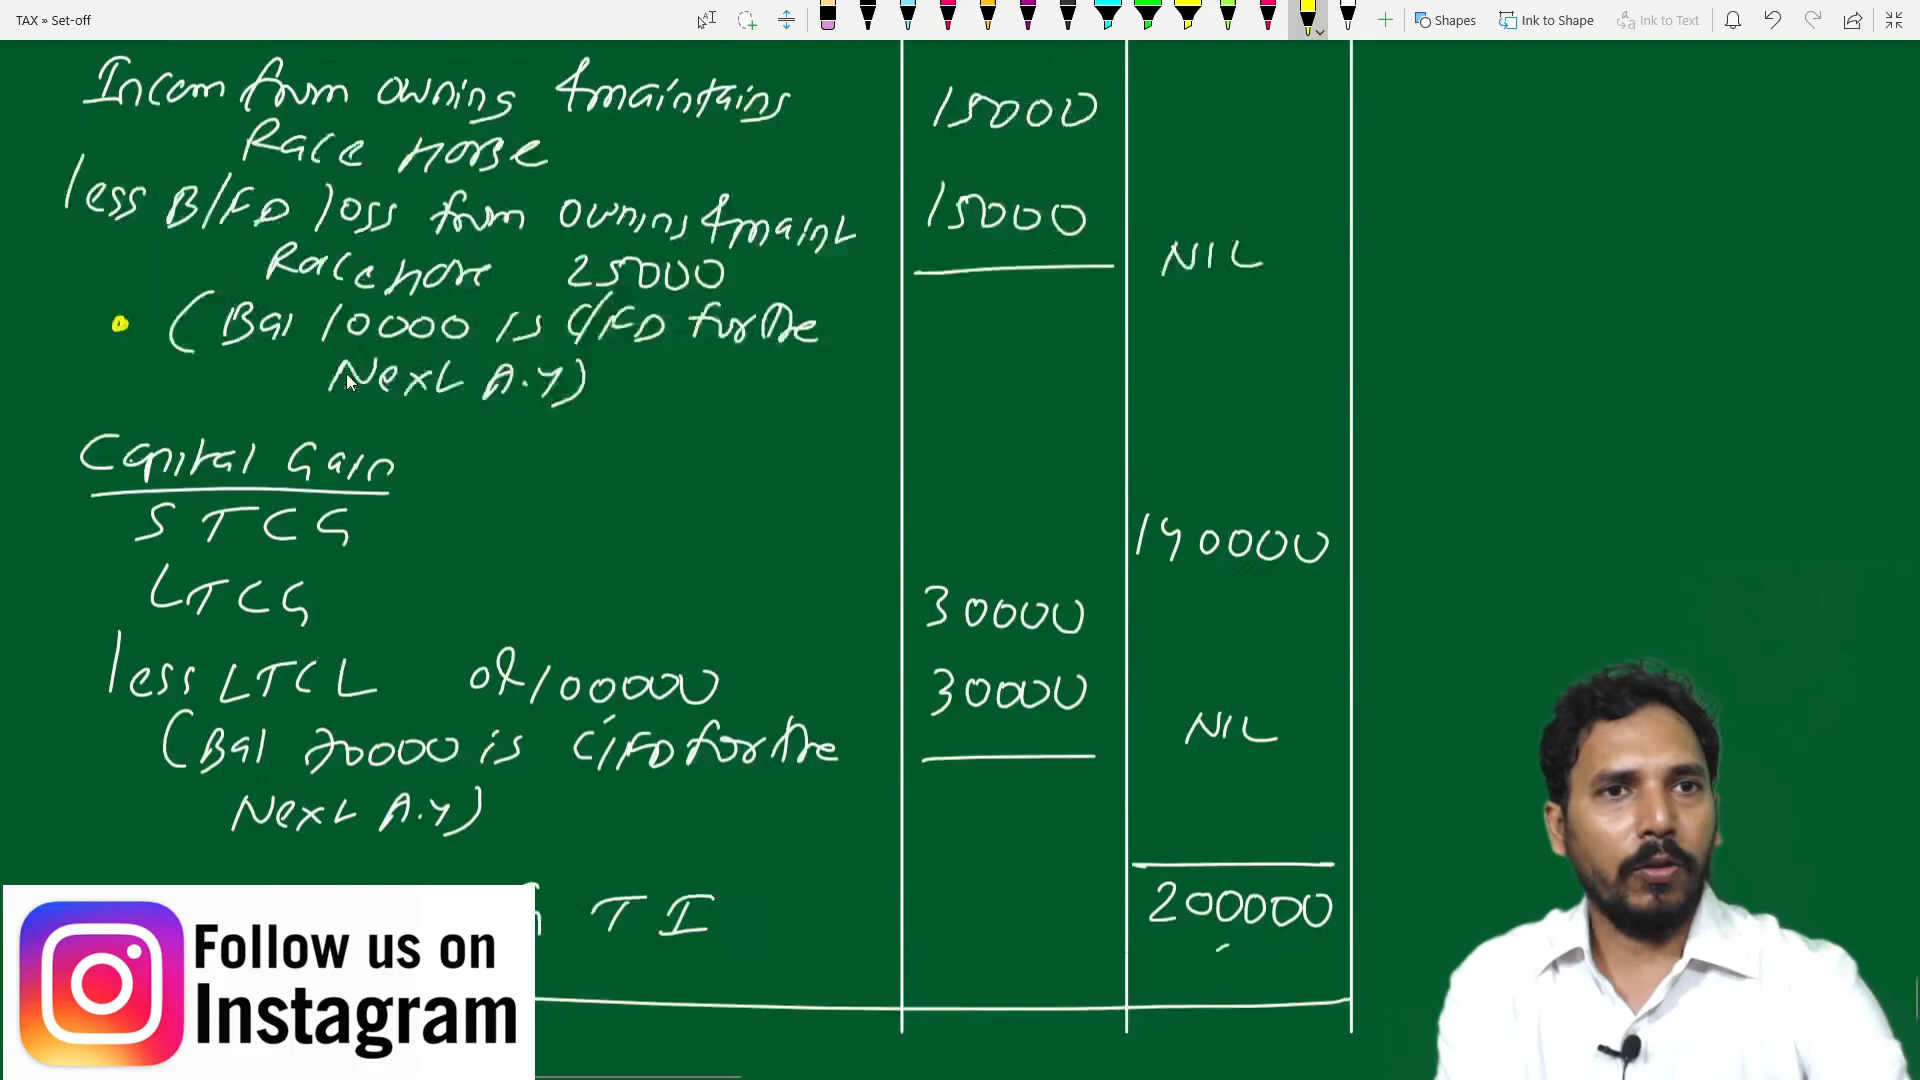 TAX » Set-off
Shapes
Ink to Shape
Ink to Text
Incom from owning & maintains 15000
Race horse
less B/FD loss from owning & maint 15000
Race hore 25000 NIL
(Bal 10000 is C/FD for the
Next A.Y)
Capital Gain
STCG 140000
LTCG 30000
less LTCL of 100000 30000
(Bal 70000 is C/FD for the NIL
Next A.Y)
TI 200000
Follow us on
Instagram